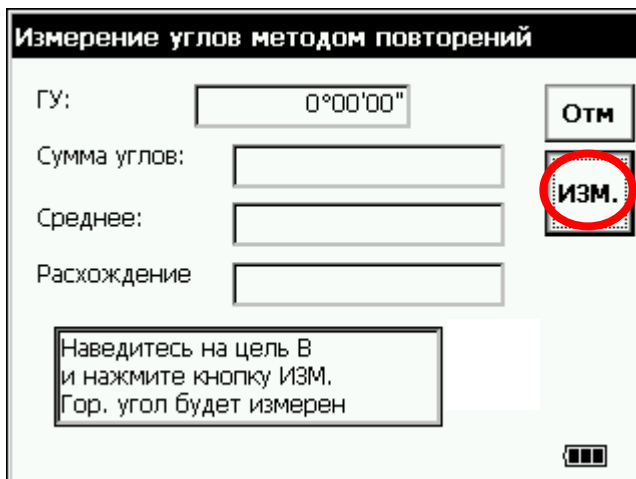 Измерение углов методом повторений
ГУ: 0°00'00"
Отм
Сумма углов:
ИЗМ.
Среднее:
Расхождение
Наведитесь на цель В
и нажмите кнопку ИЗМ.
Гор. угол будет измерен